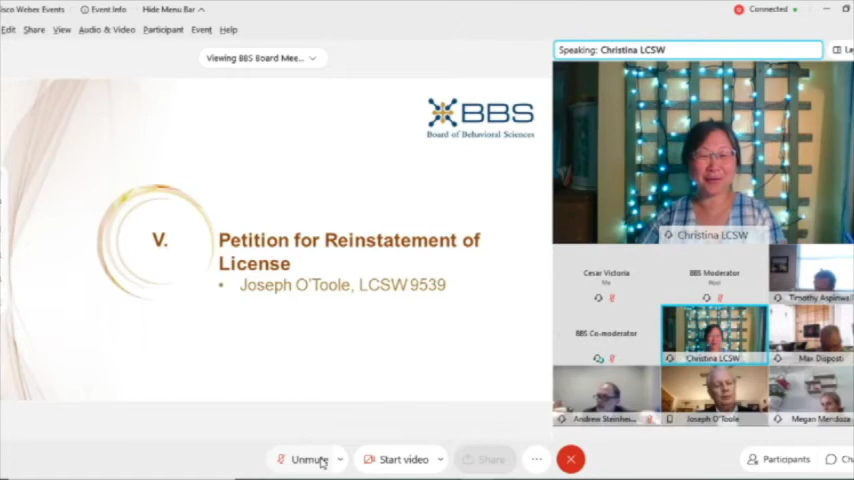 isco Webex Events Event Info Hide Menu Bar Connected
Edit Share View Audio & Video Participant Event Help
Viewing BBS Board Mee...
Speaking: Christina LCSW
BBS
Board of Behavioral Sciences
V.
Petition for Reinstatement of
License
• Joseph O'Toole, LCSW 9539
Christina LCSW
Cesar Victoria
Me
BBS Moderator
Host
Timothy Aspinwa
BBS Co-moderator
Christina LCSW
Max Disposti
Andrew Steinhei...
Joseph O'Toole
Megan Mendoza
Unmute
Start video
Share
Participants